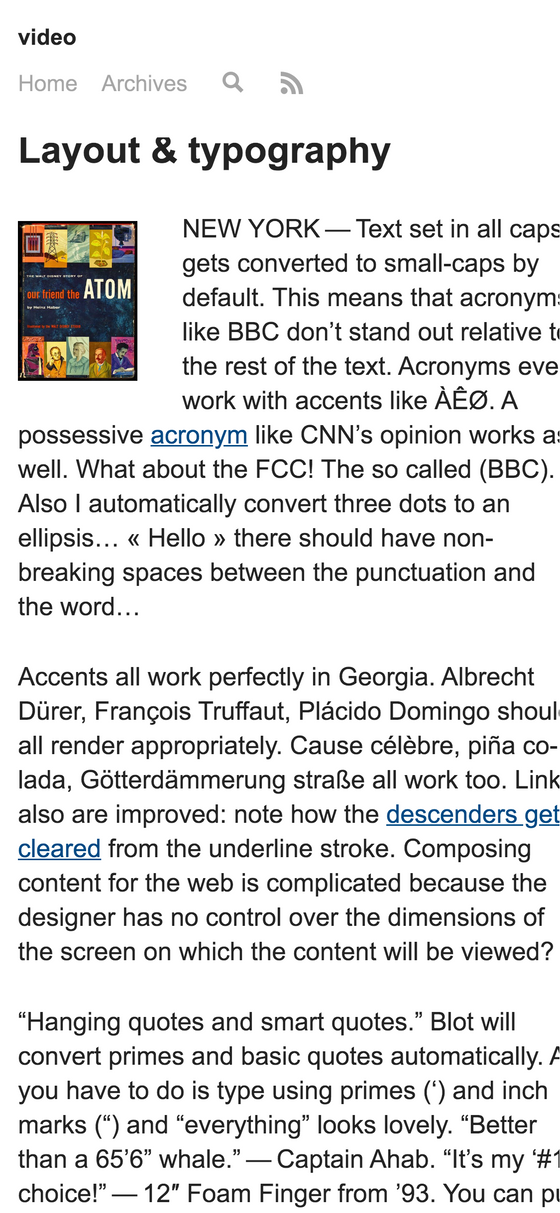 video
Home Archives
Layout & typography
THE WALT DISNEY STORY OF
our friend the ATOM
by Heinz Haber
NEW YORK — Text set in all caps
gets converted to small-caps by
default. This means that acronyms
like BBC don’t stand out relative to
the rest of the text. Acronyms eve
work with accents like ÀÊØ. A
possessive acronym like CNN’s opinion works as
well. What about the FCC! The so called (BBC).
Also I automatically convert three dots to an
ellipsis… « Hello » there should have non-
breaking spaces between the punctuation and
the word…
Accents all work perfectly in Georgia. Albrecht
Dürer, François Truffaut, Plácido Domingo shoul
all render appropriately. Cause célèbre, piña co-
lada, Götterdämmerung straße all work too. Link
also are improved: note how the descenders get
cleared from the underline stroke. Composing
content for the web is complicated because the
designer has no control over the dimensions of
the screen on which the content will be viewed?
“Hanging quotes and smart quotes.” Blot will
convert primes and basic quotes automatically. A
you have to do is type using primes (‘) and inch
marks (“) and “everything” looks lovely. “Better
than a 65’6” whale.” — Captain Ahab. “It’s my ‘#1
choice!” — 12″ Foam Finger from ’93. You can pu